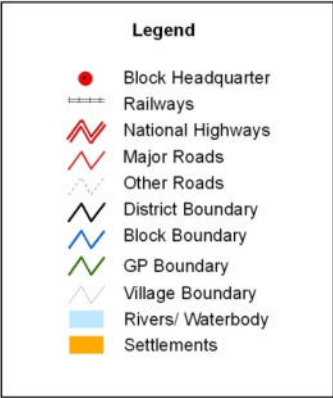 Legend
Block Headquarter
Railways
National Highways
Major Roads
Other Roads
District Boundary
Block Boundary
GP Boundary
Village Boundary
Rivers/ Waterbody
Settlements